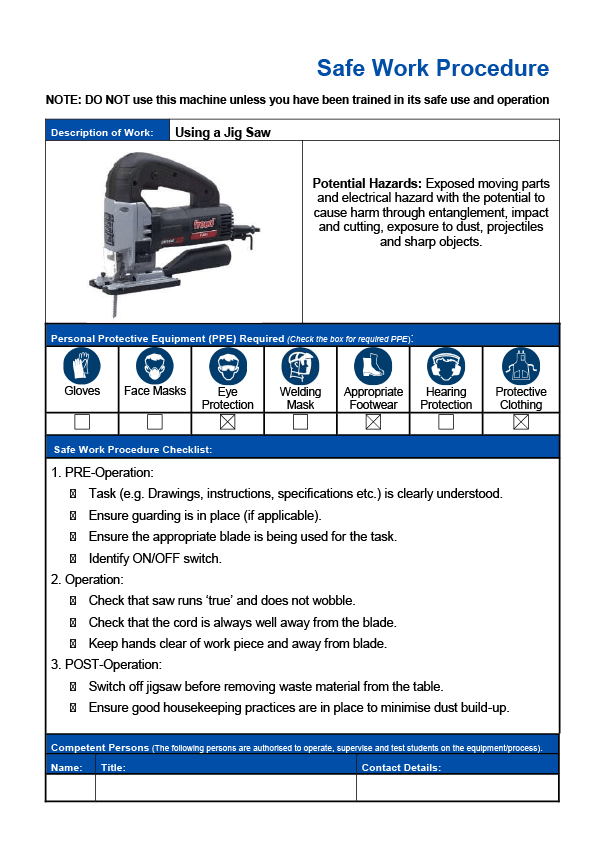 Safe Work Procedure
NOTE: DO NOT use this machine unless you have been trained in its safe use and operation
Description of Work: Using a Jig Saw
Potential Hazards: Exposed moving parts
and electrical hazard with the potential to
cause harm through entanglement, impact
and cutting, exposure to dust, projectiles
and sharp objects.
Personal Protective Equipment (PPE) Required (Check the box for required PPE):
Gloves
Face Masks
Eye
Protection
Welding
Mask
Appropriate
Footwear
Hearing
Protection
Protective
Clothing
☐ ☐ ☒ ☐ ☒ ☐ ☒
Safe Work Procedure Checklist:
1. PRE-Operation:
Task (e.g. Drawings, instructions, specifications etc.) is clearly understood.
Ensure guarding is in place (if applicable).
Ensure the appropriate blade is being used for the task.
Identify ON/OFF switch.
2. Operation:
Check that saw runs ‘true’ and does not wobble.
Check that the cord is always well away from the blade.
Keep hands clear of work piece and away from blade.
3. POST-Operation:
Switch off jigsaw before removing waste material from the table.
Ensure good housekeeping practices are in place to minimise dust build-up.
Competent Persons (The following persons are authorised to operate, supervise and test students on the equipment/process).
Name: Title: Contact Details: